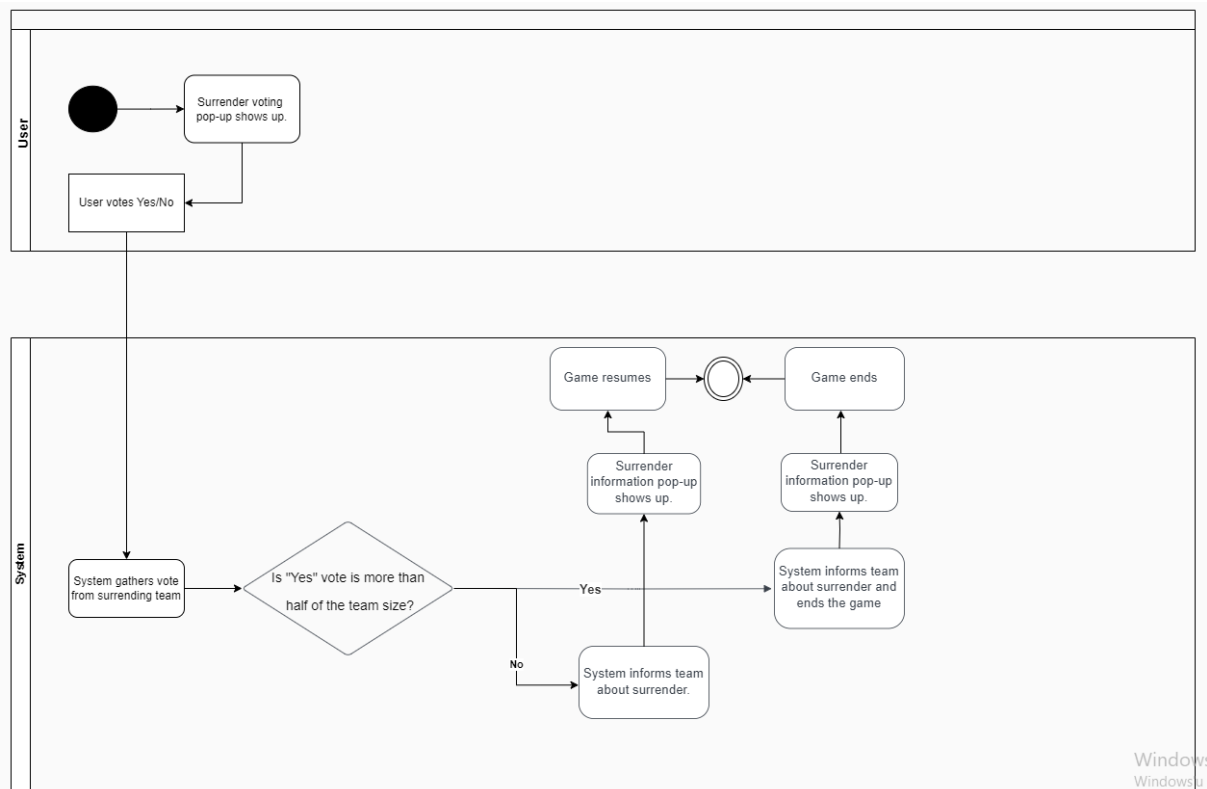 User
Surrender voting
pop-up shows up.
User votes Yes/No
System
Game resumes
Game ends
Surrender
information pop-up
shows up.
Surrender
information pop-up
shows up.
System gathers vote
from surrending team
Is "Yes" vote is more than
half of the team size?
Yes
System informs team
about surrender and
ends the game
No
System informs team
about surrender.
Windows
Windows u